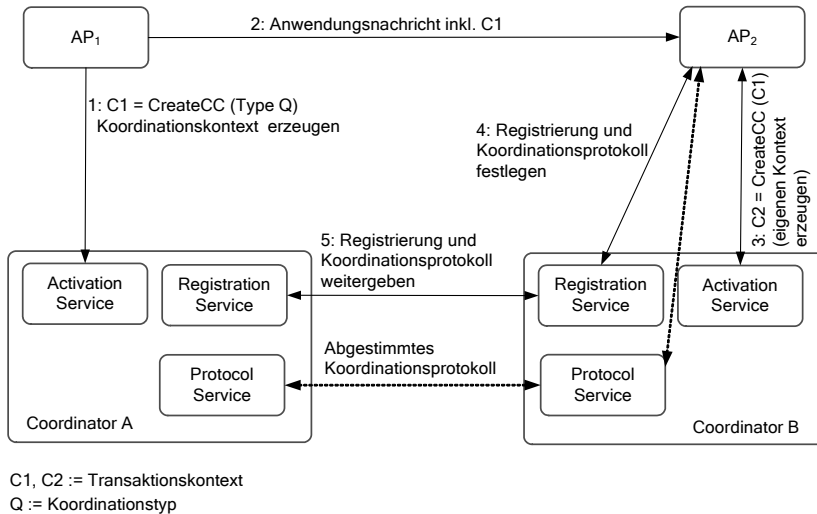 AP1
2: Anwendungsnachricht inkl. C1
AP2
1: C1 = CreateCC (Type Q)
Koordinationskontext erzeugen
4: Registrierung und
Koordinationsprotokoll
festlegen
3: C2 = CreateCC (C1)
(eigenen Kontext
erzeugen)
5: Registrierung und
Koordinationsprotokoll
weitergeben
Activation
Service
Registration
Service
Registration
Service
Activation
Service
Abgestimmtes
Koordinationsprotokoll
Protocol
Service
Protocol
Service
Coordinator A
Coordinator B
C1, C2 := Transaktionskontext
Q := Koordinationstyp